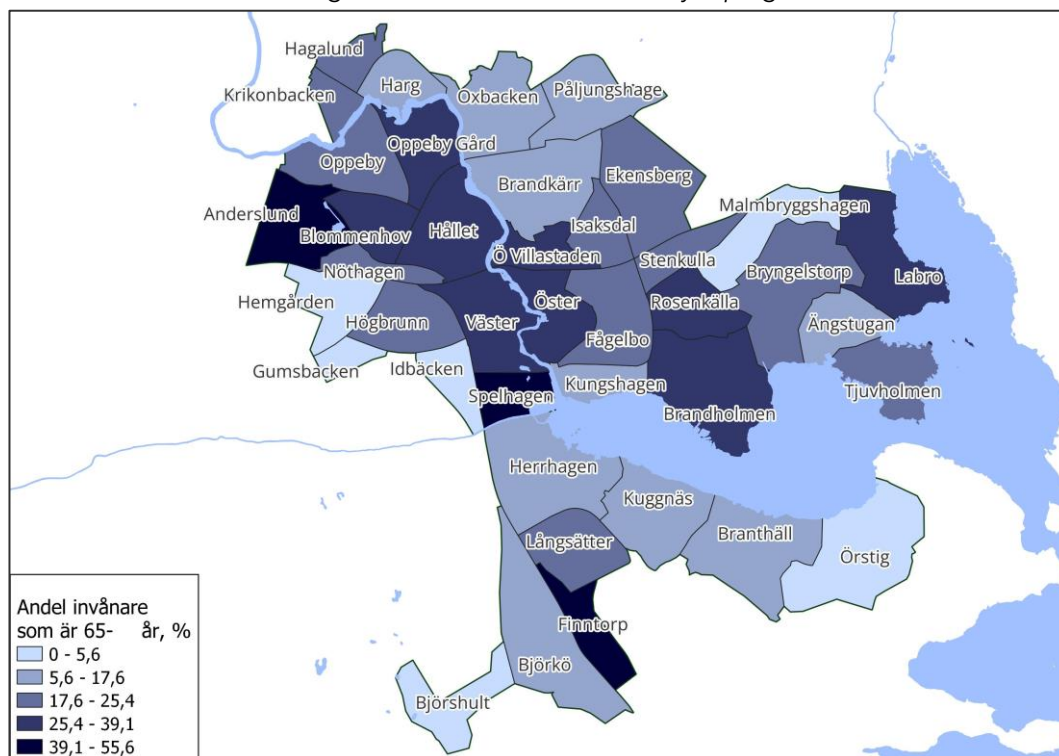 Hagalund
Krikonbacken
Harg
Oxbacken
Påljungshage
Oppeby Gård
Oppeby
Brandkärr
Ekensberg
Anderslund
Blommenhov
Hållet
Isaksdal
Malmbryggshagen
Ö Villastaden
Stenkulla
Nöthagen
Bryngelstorp
Labro
Hemgården
Högbrunn
Väster
Öster
Rosenkälla
Ängstugan
Fågelbo
Gumsbacken
Idbäcken
Spelhagen
Kungshagen
Tjuvholmen
Brandholmen
Herrhagen
Kuggnäs
Branthäll
Långsätter
Örstig
Finntorp
Björkö
Björshult
Andel invånare
som är 65- år, %
0 - 5,6
5,6 - 17,6
17,6 - 25,4
25,4 - 39,1
39,1 - 55,6